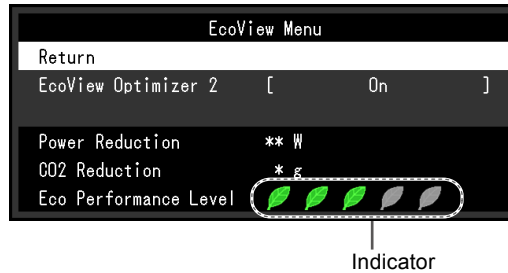 EcoView Menu
Return
EcoView Optimizer 2 [ On ]
Power Reduction ** W
CO2 Reduction * g
Eco Performance Level
Indicator